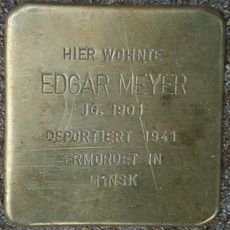 HIER WOHNTE
EDGAR MEYER
JG. 1901
DEPORTIERT 1941
ERMORDET IN
MINSK